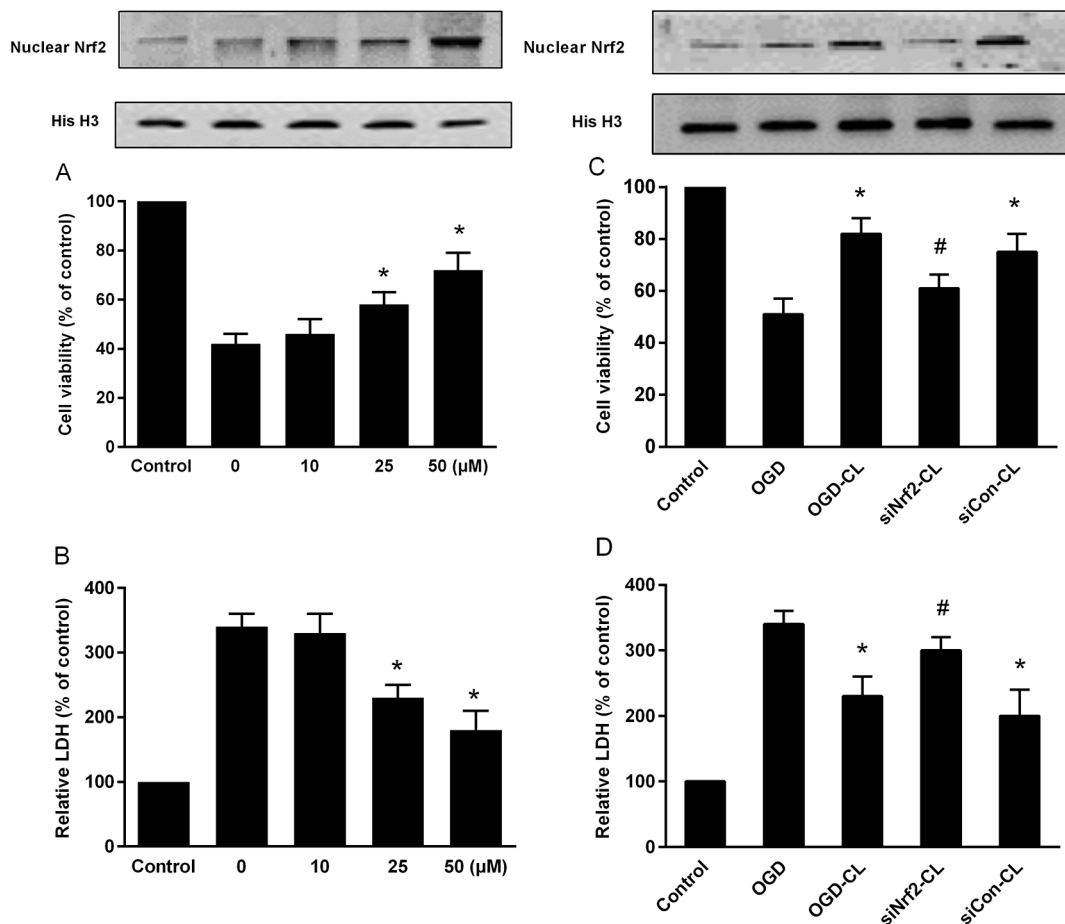 Nuclear Nrf2
His H3
A
Cell viability (% of control)
100
80
60
40
20
0
*
*
Control 0 10 25 50 (µM)
B
Relative LDH (% of control)
400
300
200
100
0
*
*
Control 0 10 25 50 (µM)
Nuclear Nrf2
His H3
C
Cell viability (% of control)
100
80
60
40
20
0
*
#
*
Control OGD OGD-CL siNrf2-CL siCon-CL
D
Relative LDH (% of control)
400
300
200
100
0
*
#
*
Control OGD OGD-CL siNrf2-CL siCon-CL